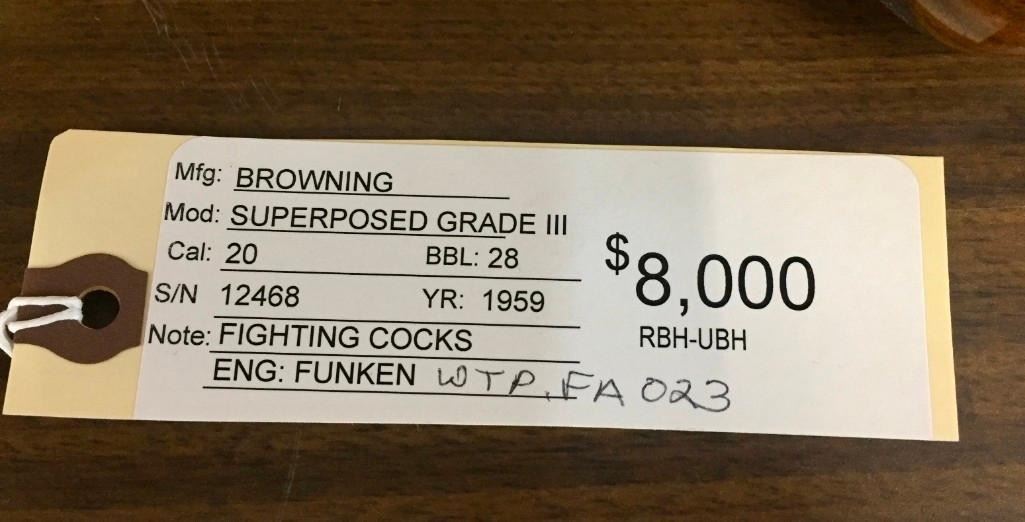 Mfg: BROWNING
Mod: SUPERPOSED GRADE III
Cal: 20 BBL: 28
S/N 12468 YR: 1959
Note: FIGHTING COCKS
ENG: FUNKEN WTP.FA 023
$8,000
RBH-UBH